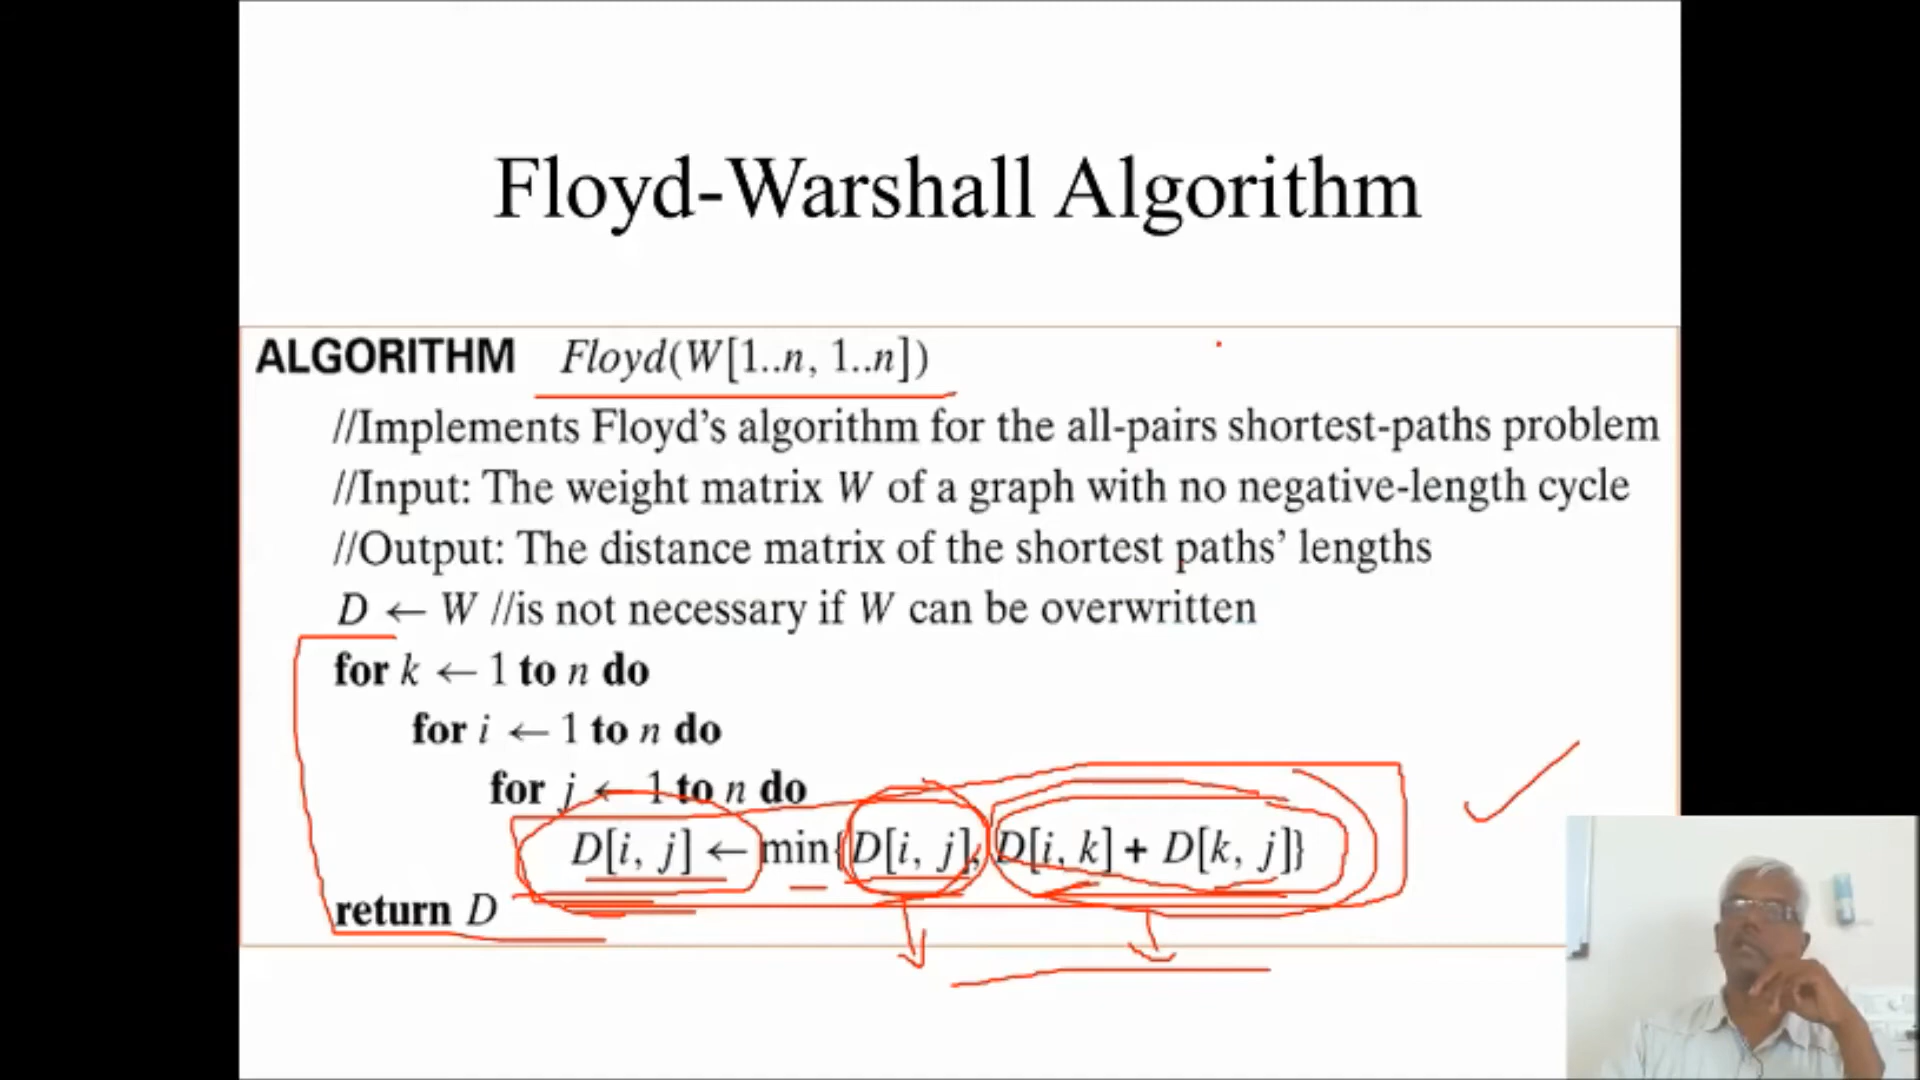 Floyd-Warshall Algorithm
ALGORITHM Floyd(W[1..n, 1..n])
//Implements Floyd’s algorithm for the all-pairs shortest-paths problem
//Input: The weight matrix W of a graph with no negative-length cycle
//Output: The distance matrix of the shortest paths’ lengths
D ← W //is not necessary if W can be overwritten
for k ← 1 to n do
for i ← 1 to n do
for j ← 1 to n do
D[i, j] ← min{D[i, j], D[i, k] + D[k, j]}
return D